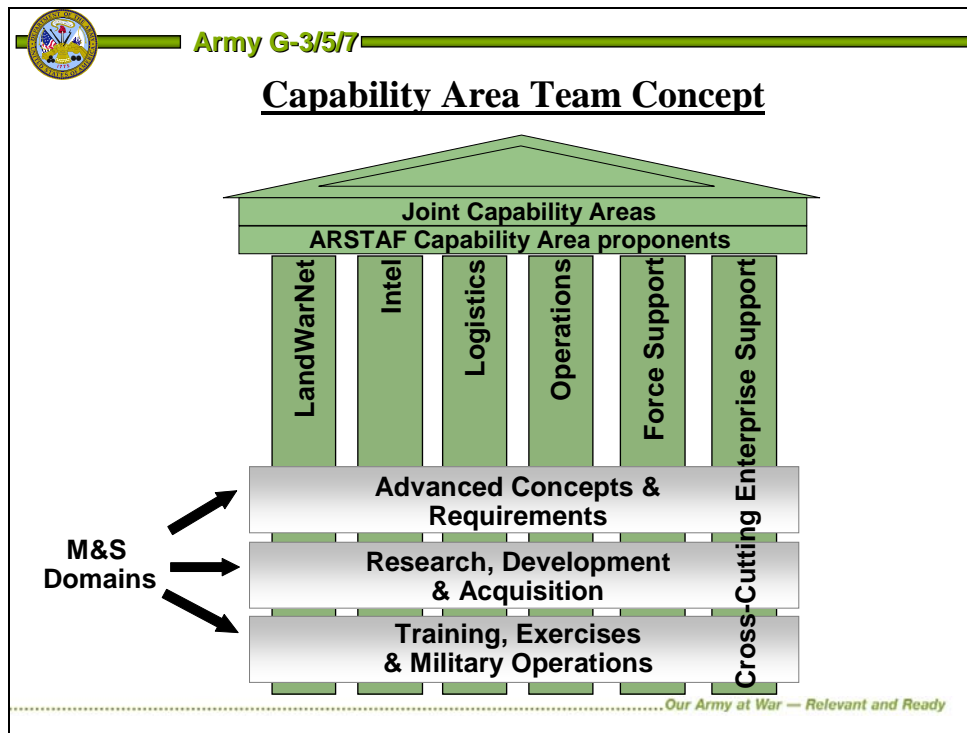 Army G-3/5/7
Capability Area Team Concept
Joint Capability Areas
ARSTAF Capability Area proponents
LandWarNet
Intel
Logistics
Operations
Force Support
Cross-Cutting Enterprise Support
M&S
Domains
Advanced Concepts &
Requirements
Research, Development
& Acquisition
Training, Exercises
& Military Operations
Our Army at War — Relevant and Ready